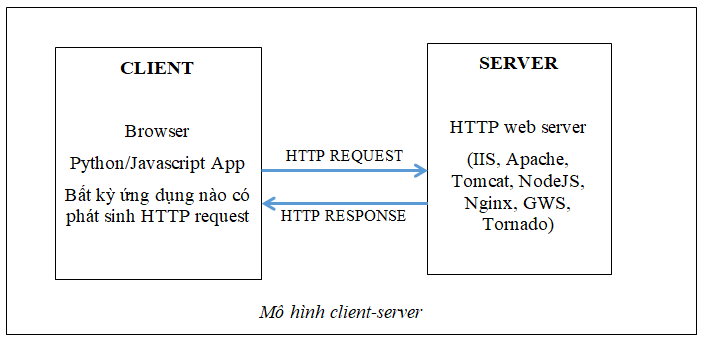 CLIENT
Browser
Python/Javascript App
Bất kỳ ứng dụng nào có
phát sinh HTTP request
HTTP REQUEST
HTTP RESPONSE
SERVER
HTTP web server
(IIS, Apache,
Tomcat, NodeJS,
Nginx, GWS,
Tornado)
Mô hình client-server